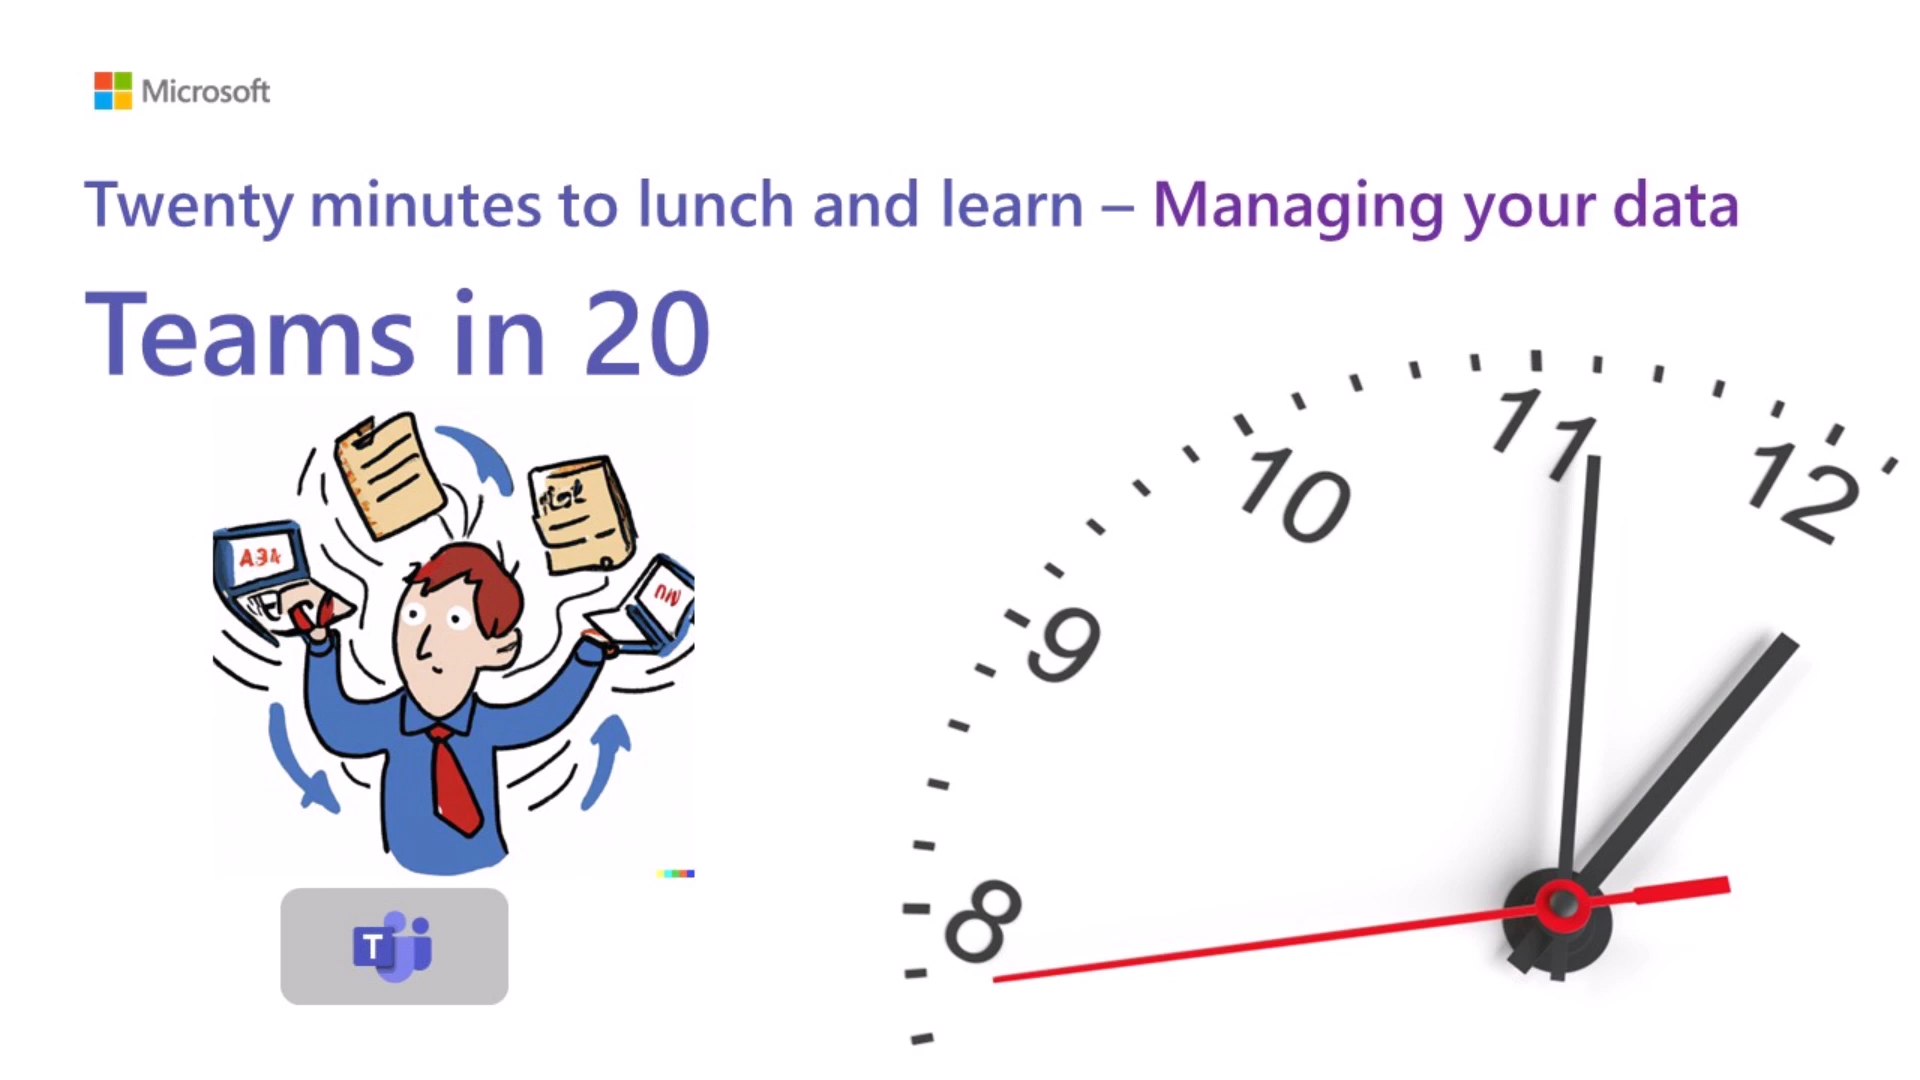 Microsoft
Twenty minutes to lunch and learn – Managing your data
Teams in 20
A34
T
11
12
10
9
8